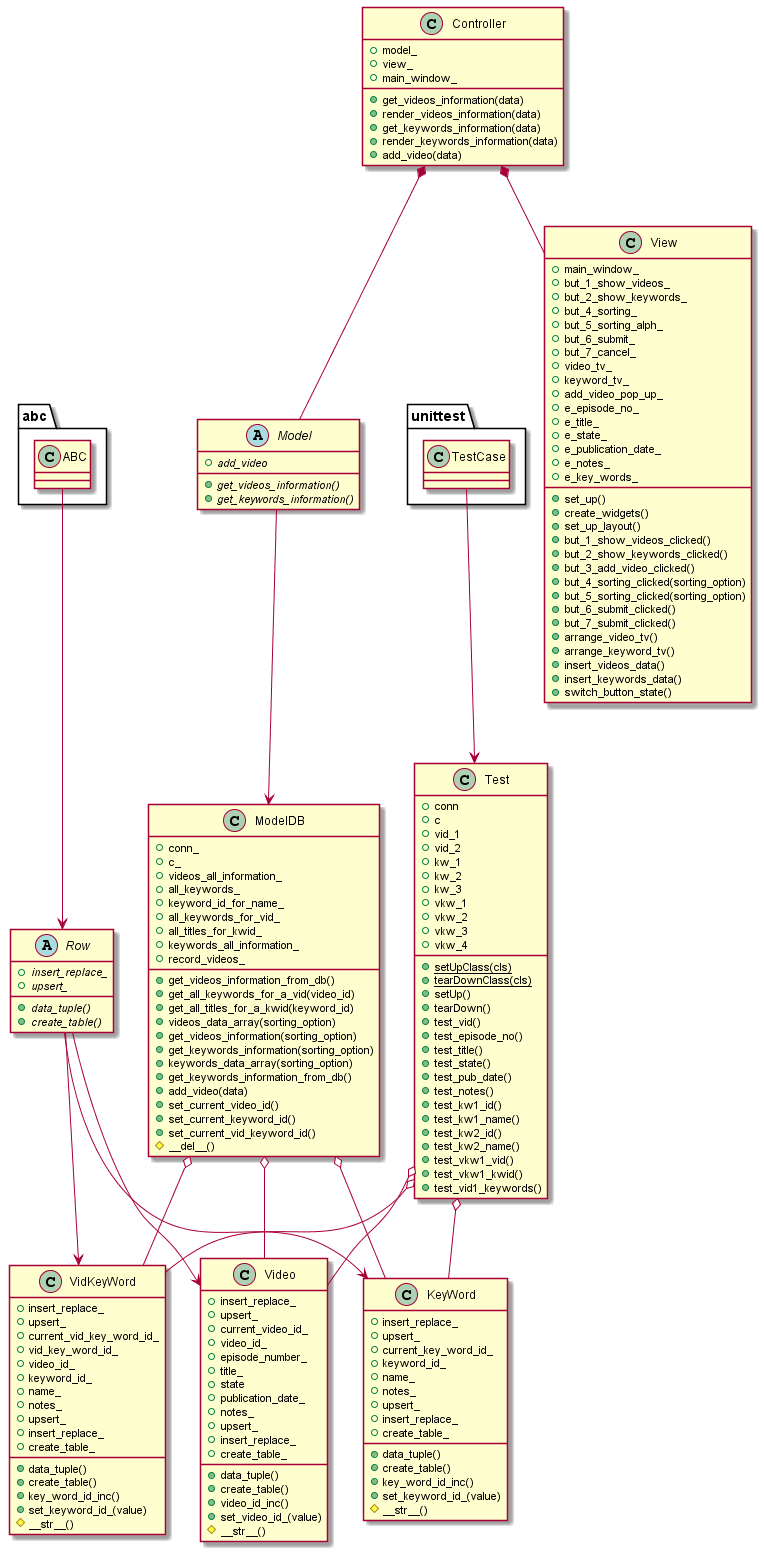 C Controller
model_
view_
main_window_
get_videos_information(data)
render_videos_information(data)
get_keywords_information(data)
render_keywords_information(data)
add_video(data)
C View
main_window_
but_1_show_videos_
but_2_show_keywords_
but_4_sorting_
but_5_sorting_alph_
but_6_submit_
but_7_cancel_
video_tv_
keyword_tv_
add_video_pop_up_
e_episode_no_
e_title_
e_state_
e_publication_date_
e_notes_
e_key_words_
set_up()
create_widgets()
set_up_layout()
but_1_show_videos_clicked()
but_2_show_keywords_clicked()
but_3_add_video_clicked()
but_4_sorting_clicked(sorting_option)
but_5_sorting_clicked(sorting_option)
but_6_submit_clicked()
but_7_submit_clicked()
arrange_video_tv()
arrange_keyword_tv()
insert_videos_data()
insert_keywords_data()
switch_button_state()
abc
C ABC
A Model
add_video
get_videos_information()
get_keywords_information()
unittest
C TestCase
C Test
conn
c
vid_1
vid_2
kw_1
kw_2
kw_3
vkw_1
vkw_2
vkw_3
vkw_4
setUpClass(cls)
tearDownClass(cls)
setUp()
tearDown()
test_vid()
test_episode_no()
test_title()
test_state()
test_pub_date()
test_notes()
test_kw1_id()
test_kw1_name()
test_kw2_id()
test_kw2_name()
test_vkw1_vid()
test_vkw1_kwid()
test_vid1_keywords()
C ModelDB
conn_
c_
videos_all_information_
all_keywords_
keyword_id_for_name_
all_keywords_for_vid_
all_titles_for_kwid_
keywords_all_information_
record_videos_
get_videos_information_from_db()
get_all_keywords_for_a_vid(video_id)
get_all_titles_for_a_kwid(keyword_id)
videos_data_array(sorting_option)
get_videos_information(sorting_option)
get_keywords_information(sorting_option)
keywords_data_array(sorting_option)
get_keywords_information_from_db()
add_video(data)
set_current_video_id()
set_current_keyword_id()
set_current_vid_keyword_id()
__del__()
A Row
insert_replace_
upsert_
data_tuple()
create_table()
C VidKeyWord
insert_replace_
upsert_
current_vid_key_word_id_
vid_key_word_id_
video_id_
keyword_id_
name_
notes_
upsert_
insert_replace_
create_table_
data_tuple()
create_table()
key_word_id_inc()
set_keyword_id_(value)
__str__()
C Video
insert_replace_
upsert_
current_video_id_
video_id_
episode_number_
title_
state
publication_date_
notes_
upsert_
insert_replace_
create_table_
data_tuple()
create_table()
video_id_inc()
set_video_id_(value)
__str__()
C KeyWord
insert_replace_
upsert_
current_key_word_id_
keyword_id_
name_
notes_
upsert_
insert_replace_
create_table_
data_tuple()
create_table()
key_word_id_inc()
set_keyword_id_(value)
__str__()